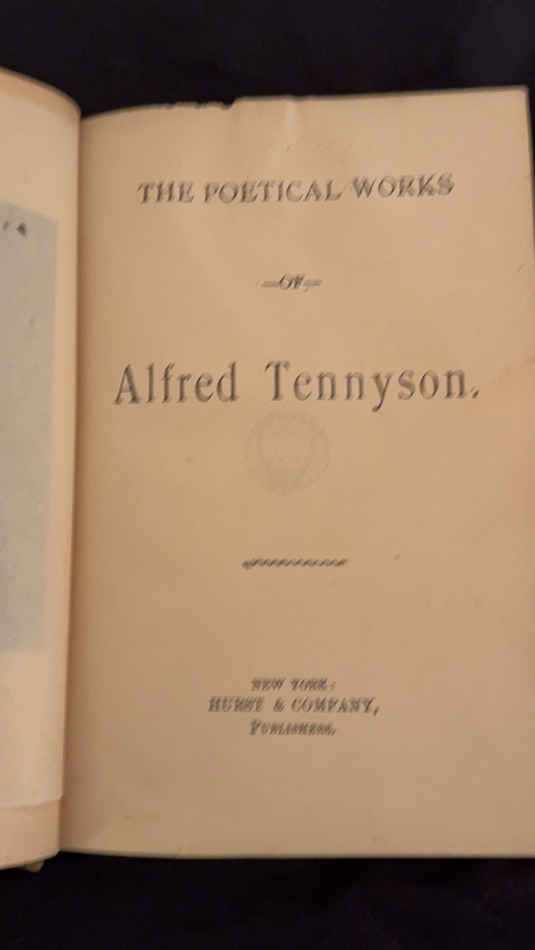 THE POETICAL WORKS
OF
Alfred Tennyson.
NEW YORK:
HURST & COMPANY,
PUBLISHERS.